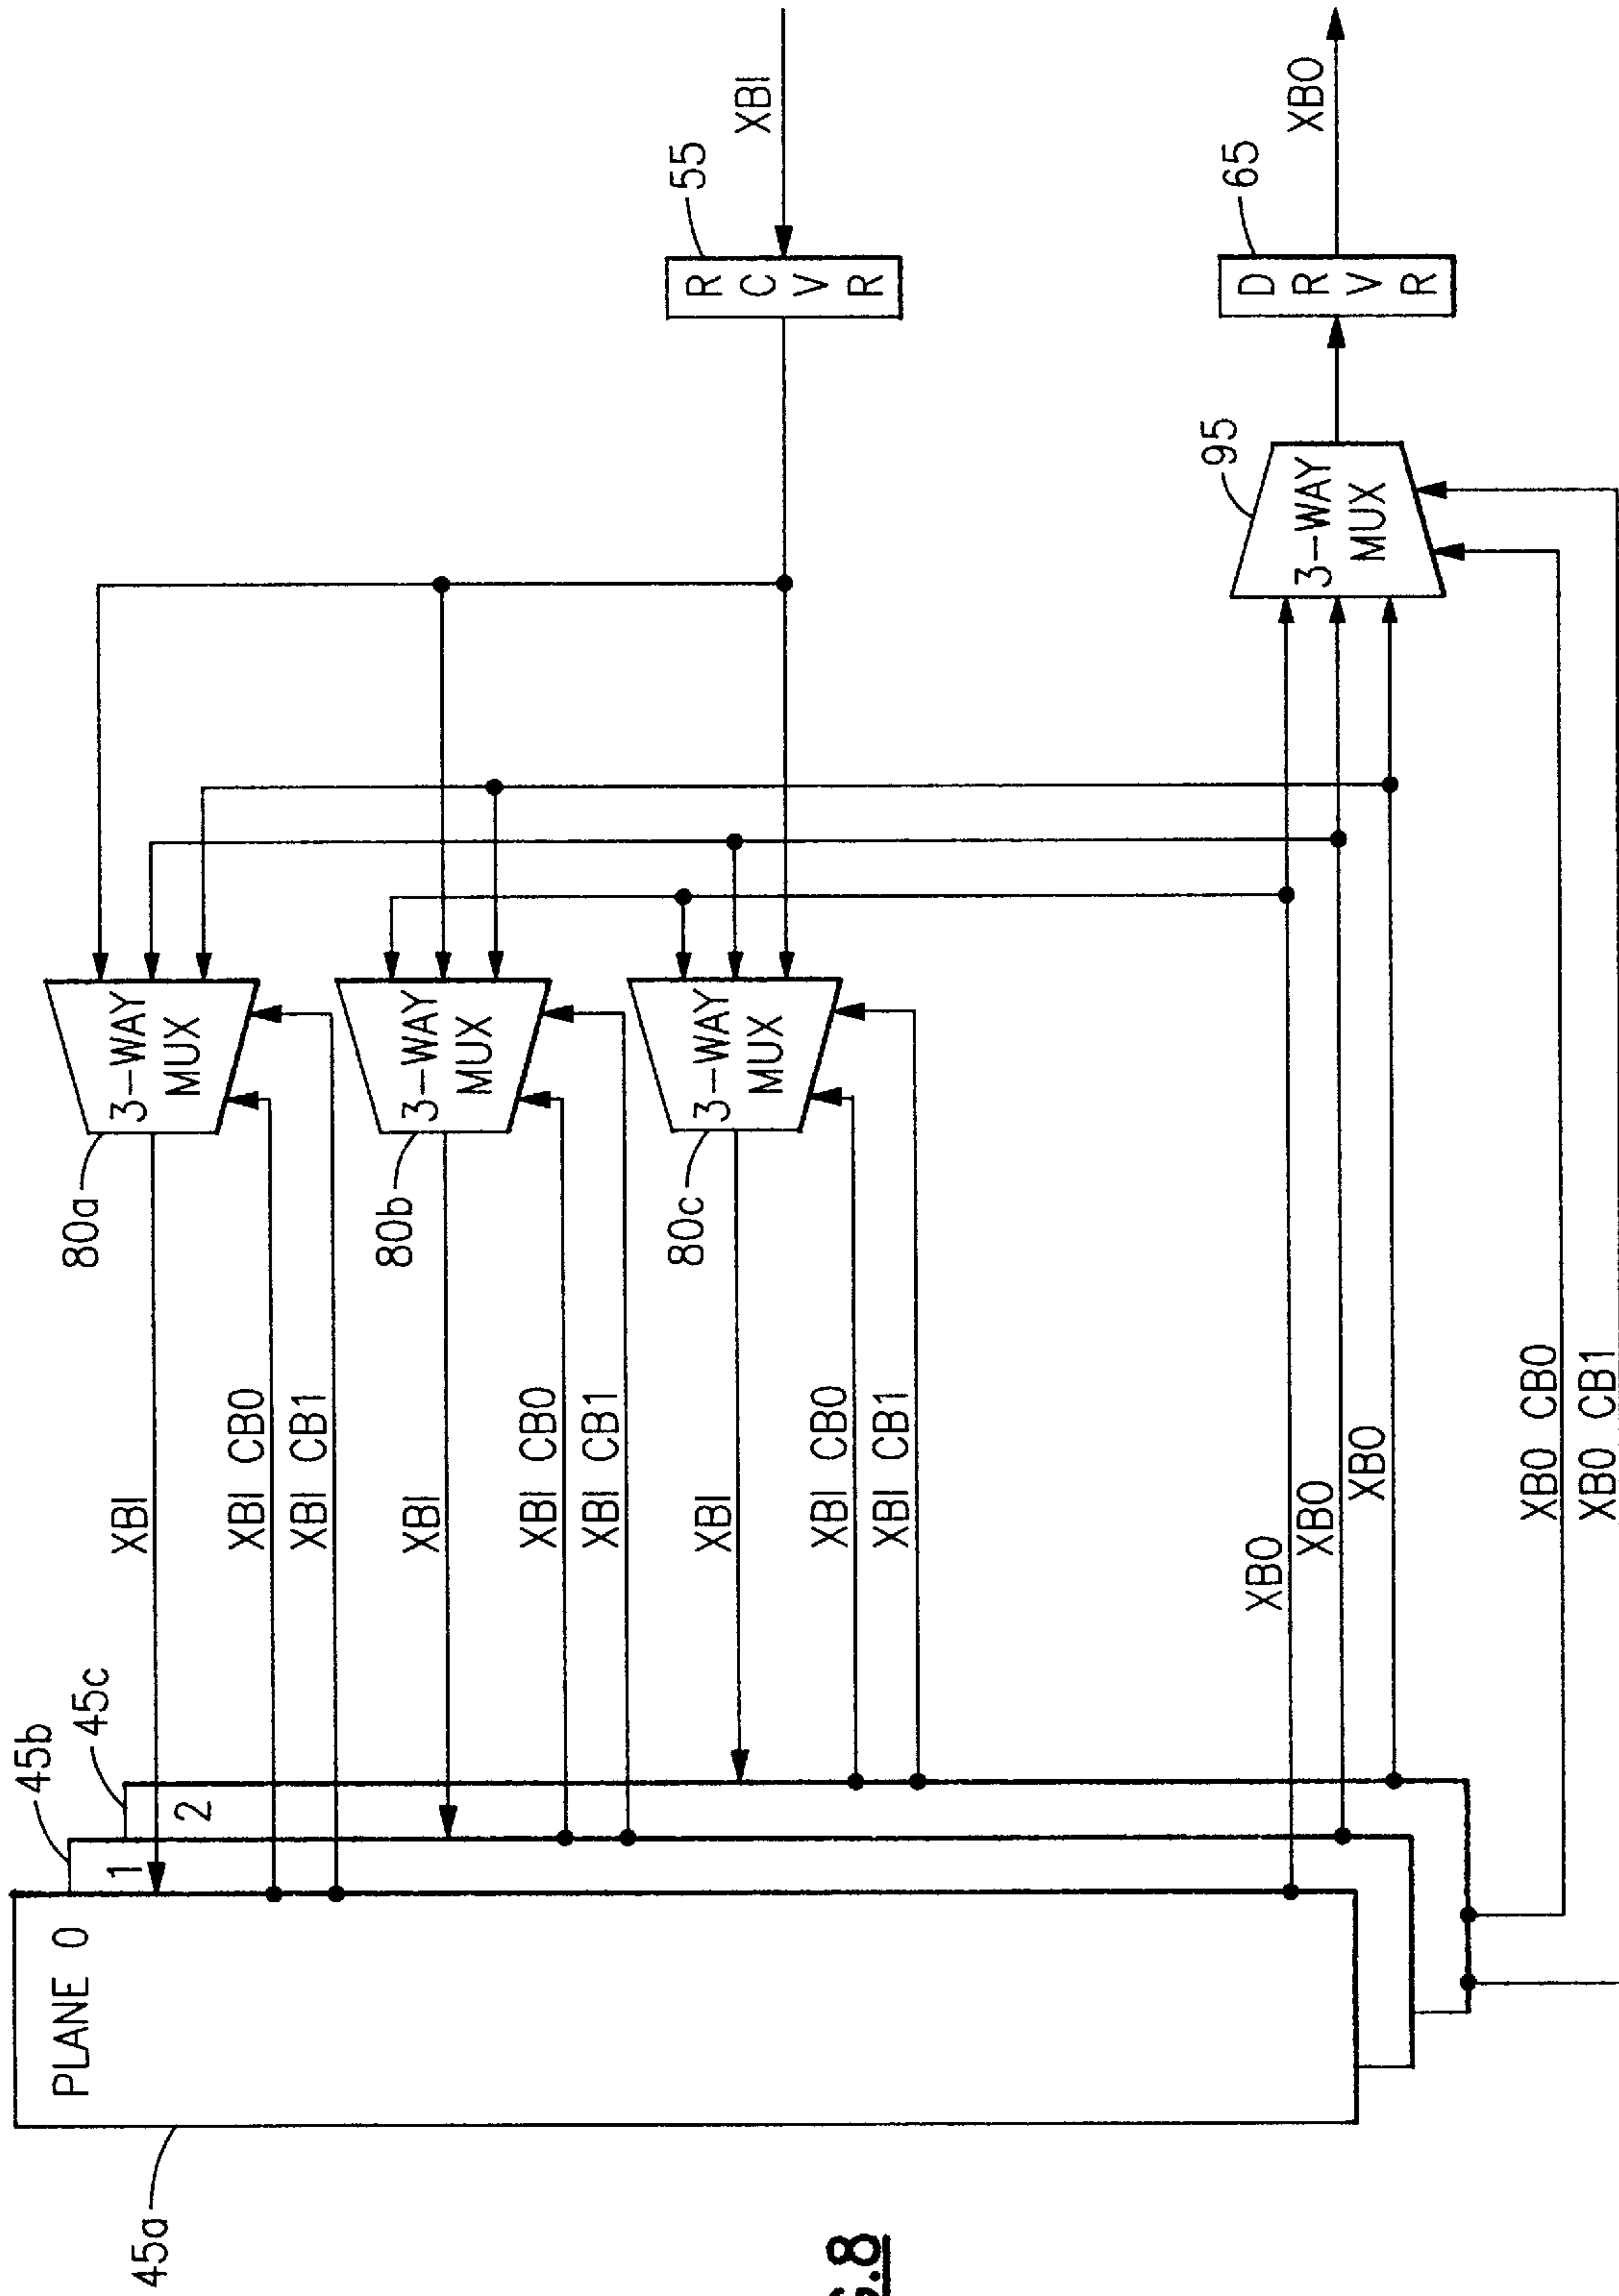 45a
PLANE 0
45b
1
45c
2
XBI
XBI CB0
XBI CB1
XBI
XBI CB0
XBI CB1
XBI
XBI CB0
XBI CB1
XBO
XBO
XBO
XBO CB0
XBO CB1
80a
3-WAY
MUX
80b
3-WAY
MUX
80c
3-WAY
MUX
95
3-WAY
MUX
55
RCVR
XBI
65
DRVR
XBO
.8